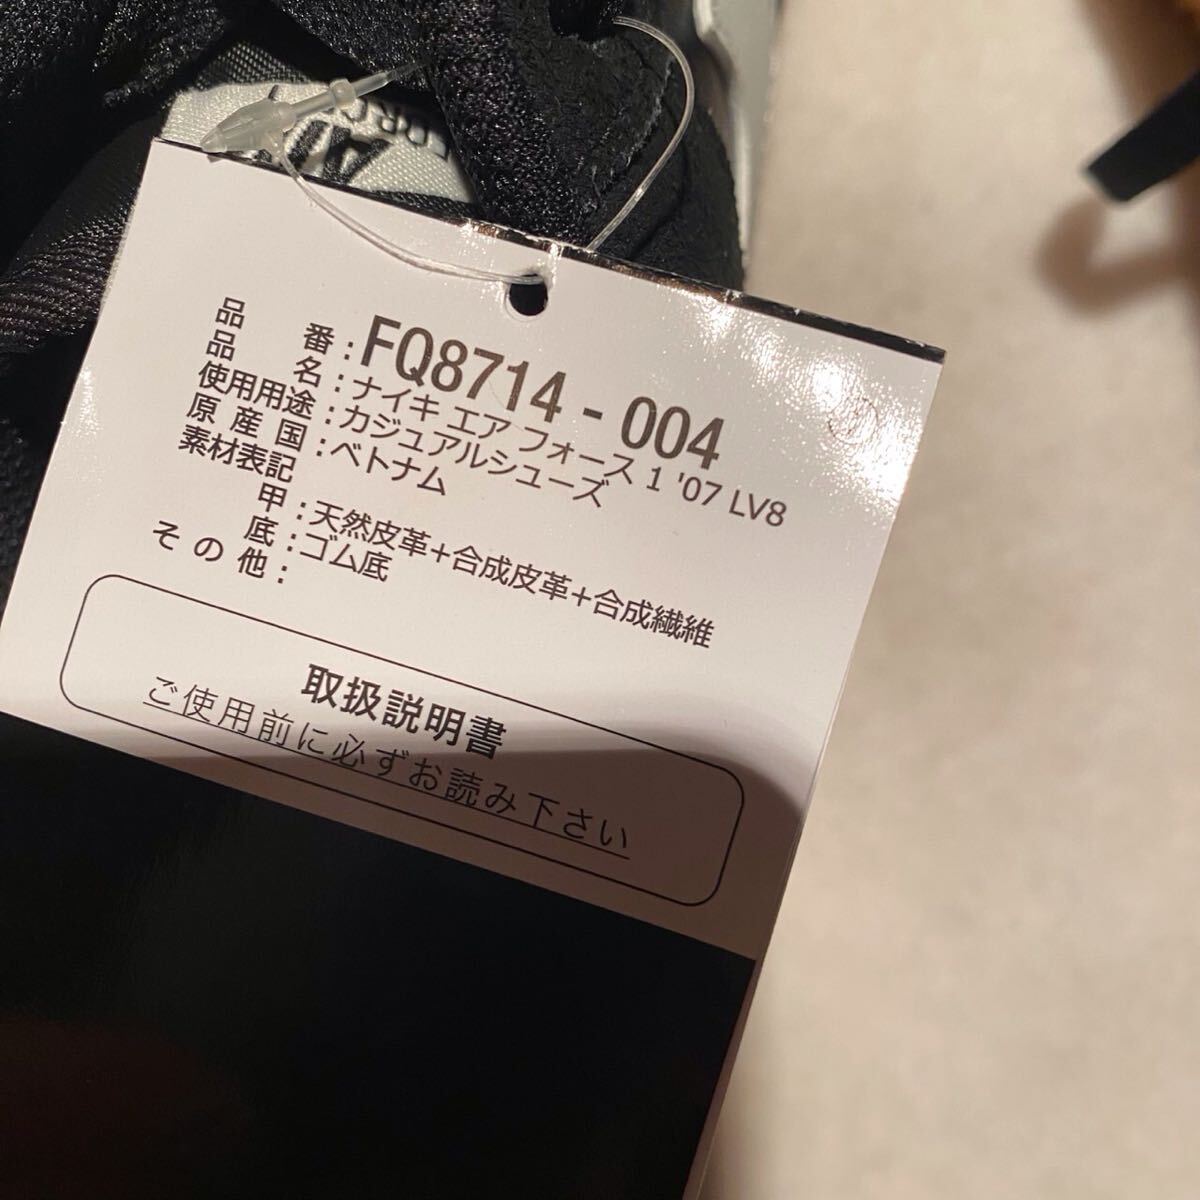 AIR
FORCE
品番：FQ8714-004
品名：ナイキ エア フォース 1 '07 LV8
使用用途：カジュアルシューズ
原産国：ベトナム
素材表記
甲：天然皮革+合成皮革+合成繊維
底：ゴム底
その他：
取扱説明書
ご使用前に必ずお読み下さい